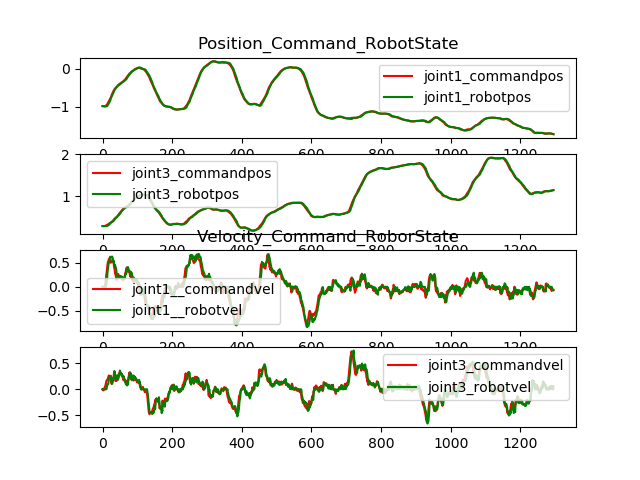 Position_Command_RobotState
0
−1
joint1_commandpos
joint1_robotpos
0 200 400 600 800 1000 1200
2
1
joint3_commandpos
joint3_robotpos
Velocity_Command_RoborState
0.5
0.0
−0.5
joint1__commandvel
joint1__robotvel
0.5
0.0
−0.5
joint3_commandvel
joint3_robotvel
0 200 400 600 800 1000 1200